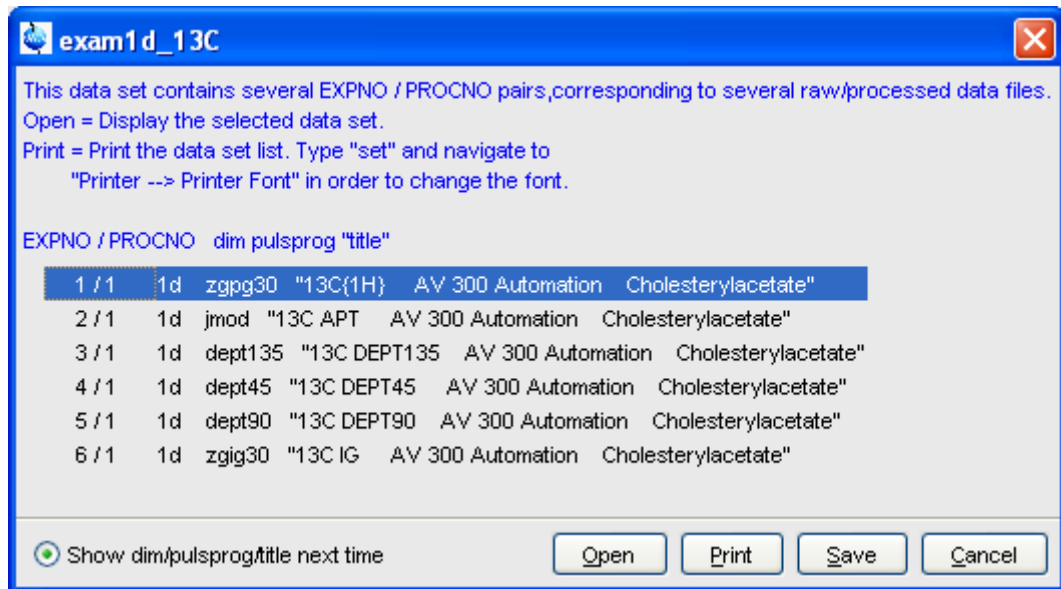 exam1d_13C
This data set contains several EXPNO / PROCNO pairs,corresponding to several raw/processed data files.
Open = Display the selected data set.
Print = Print the data set list. Type "set" and navigate to
"Printer --> Printer Font" in order to change the font.
EXPNO / PROCNO dim pulsprog "title"
1 / 1 1d zgpg30 "13C{1H} AV 300 Automation Cholesterylacetate"
2 / 1 1d jmod "13C APT AV 300 Automation Cholesterylacetate"
3 / 1 1d dept135 "13C DEPT135 AV 300 Automation Cholesterylacetate"
4 / 1 1d dept45 "13C DEPT45 AV 300 Automation Cholesterylacetate"
5 / 1 1d dept90 "13C DEPT90 AV 300 Automation Cholesterylacetate"
6 / 1 1d zgig30 "13C IG AV 300 Automation Cholesterylacetate"
Show dim/pulsprog/title next time Open Print Save Cancel